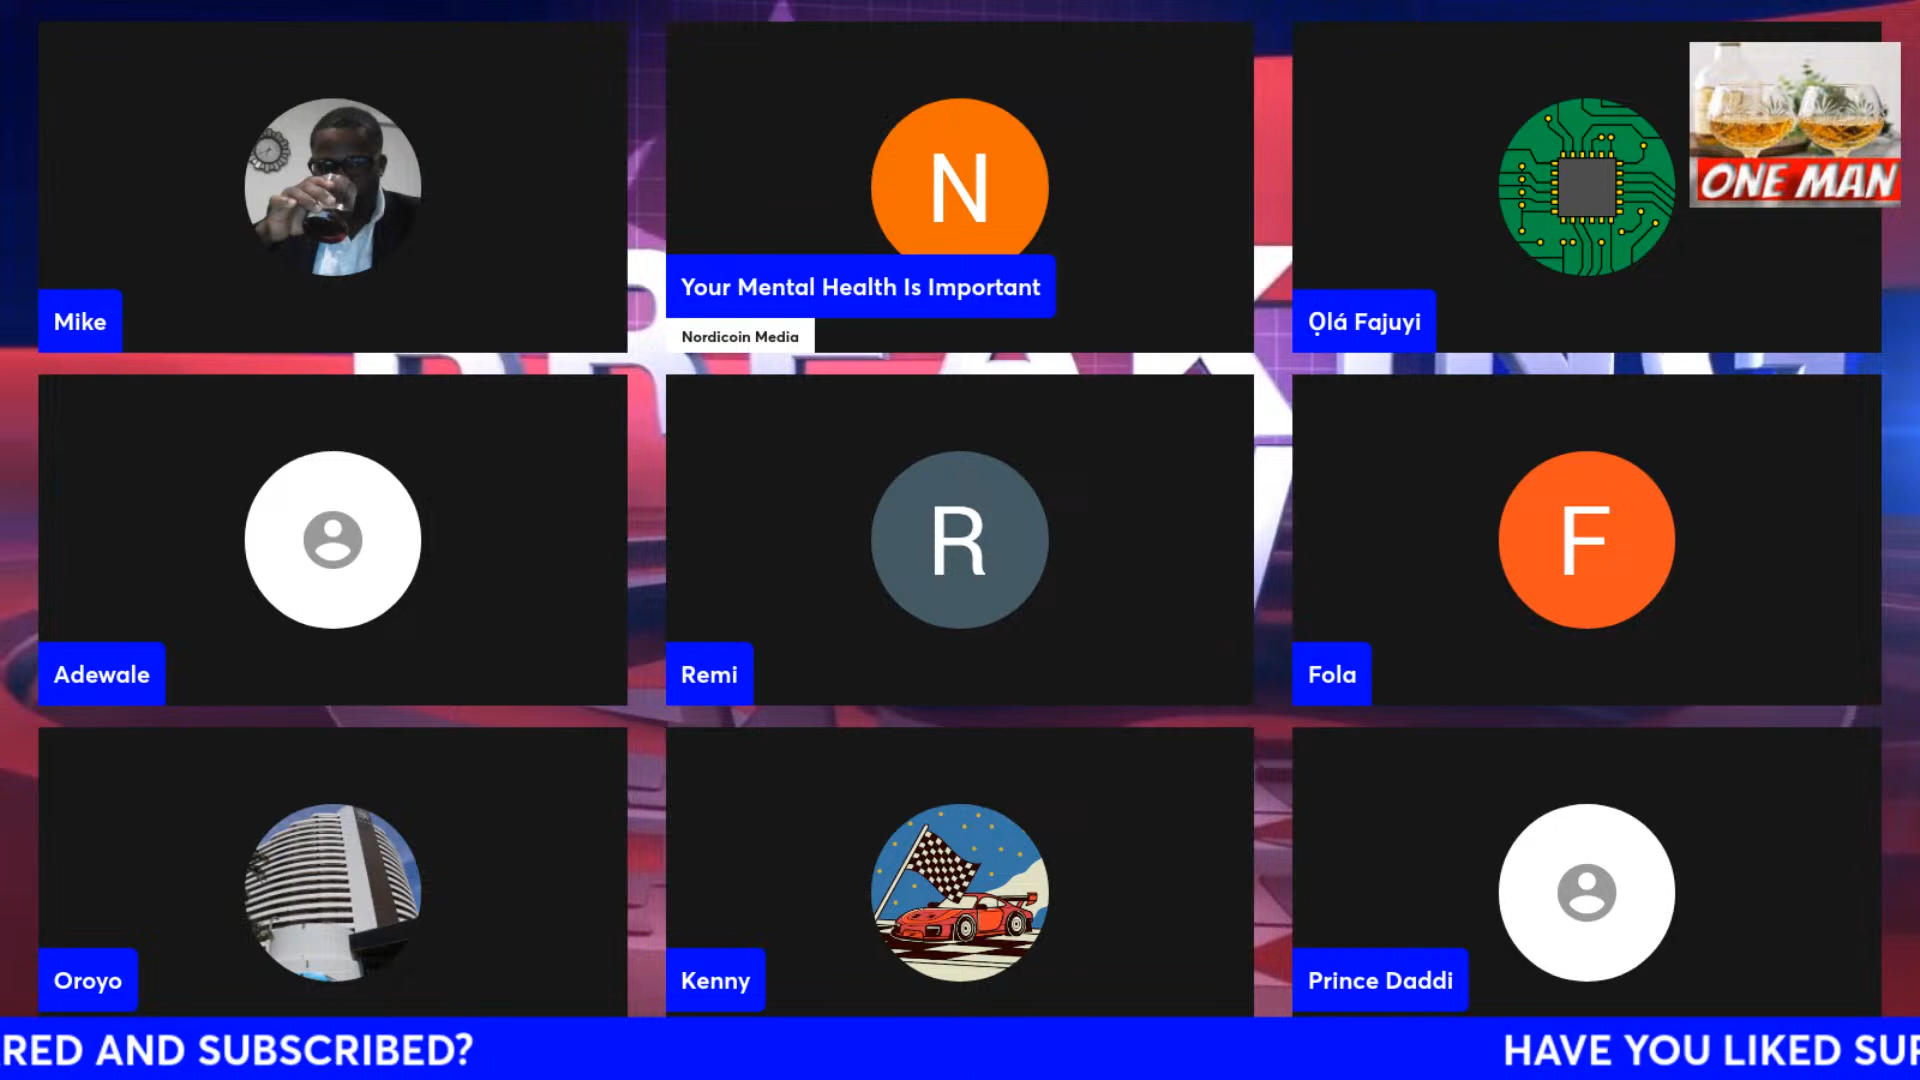 N
ONE MAN
Mike
Your Mental Health Is Important
Nordicoin Media
Ọlá Fajuyi
R
F
Adewale
Remi
Fola
Oroyo
Kenny
Prince Daddi
RED AND SUBSCRIBED? HAVE YOU LIKED